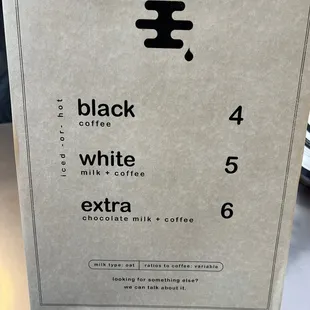 iced -or- hot
black 4
coffee
white 5
milk + coffee
extra 6
chocolate milk + coffee
milk type: oat | ratios to coffee: variable
looking for something else?
we can talk about it.